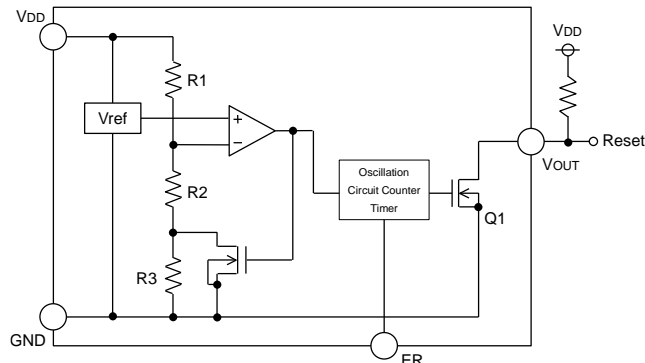 VDD
VDD
R1
Vref
+
−
Reset
VOUT
Oscillation
Circuit Counter
Timer
R2
Q1
R3
GND
ER